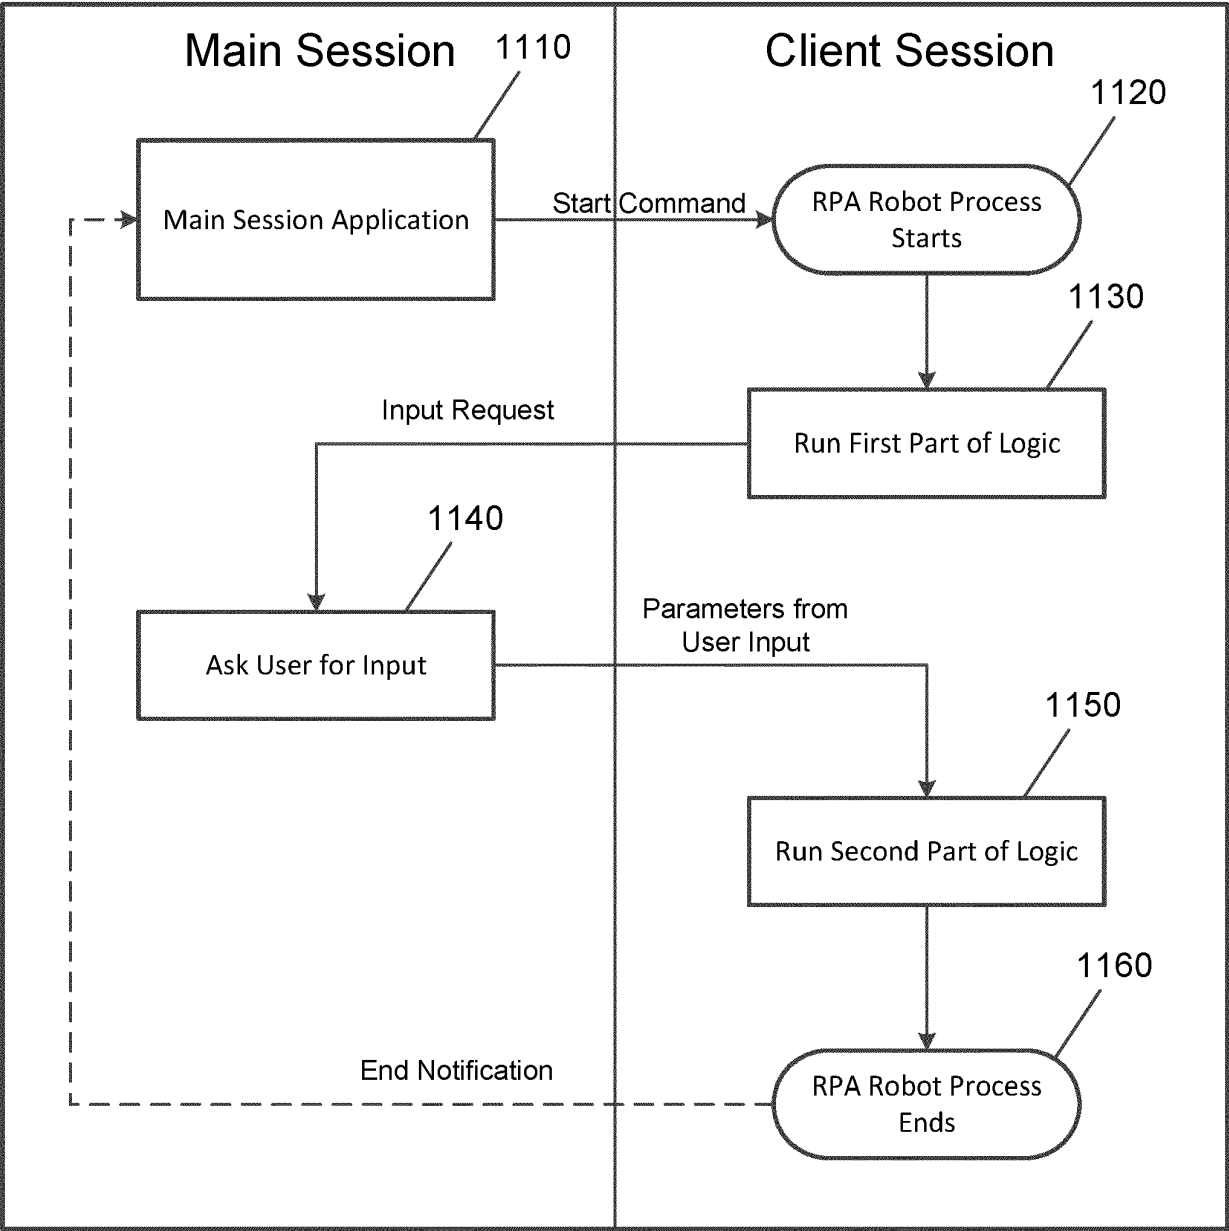 Main Session
1110
Client Session
1120
Main Session Application
Start Command
RPA Robot Process
Starts
1130
Input Request
Run First Part of Logic
1140
Ask User for Input
Parameters from
User Input
1150
Run Second Part of Logic
1160
End Notification
RPA Robot Process
Ends